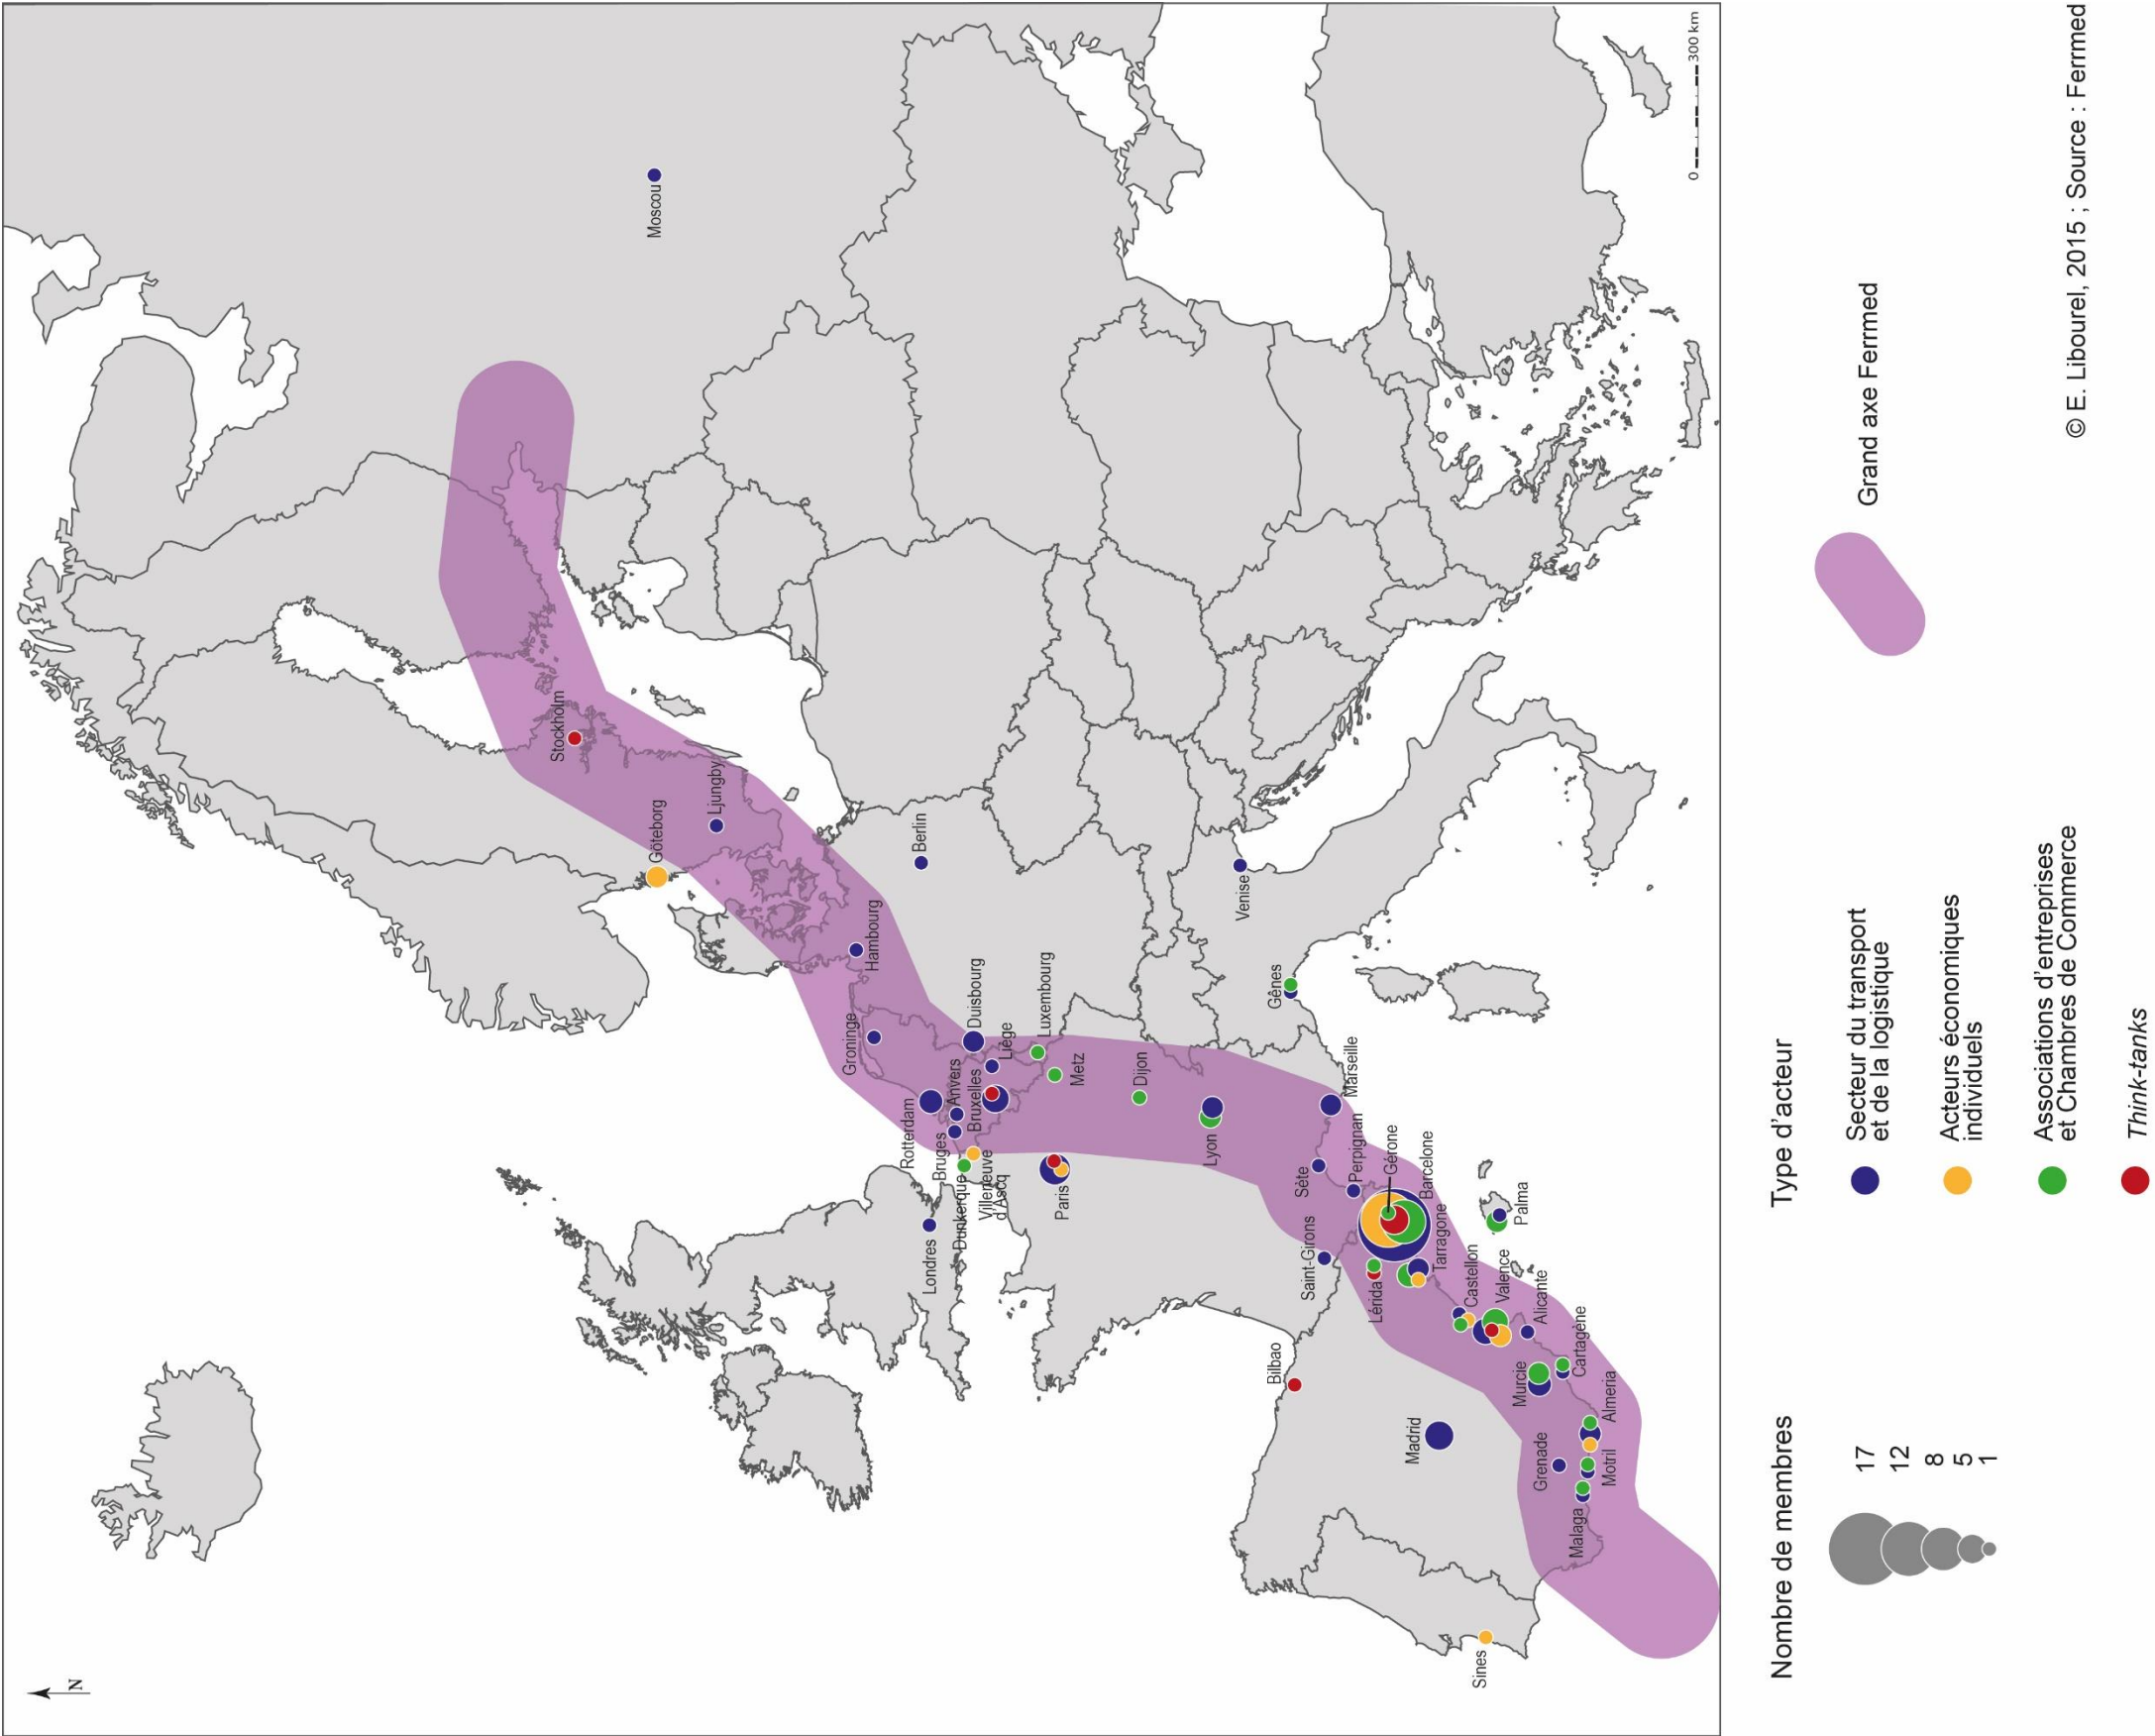 N
Moscou
Stockholm
Göteborg
Ljungby
Hambourg
Berlin
Groningue
Rotterdam
Anvers
Duisbourg
Londres
Bruges
Bruxelles
Liège
Dunkerque
Villeneuve
d'Ascq
Luxembourg
Paris
Metz
Dijon
Lyon
Venise
Gênes
Bilbao
Saint-Girons
Sète
Marseille
Perpignan
Gérone
Lérida
Barcelone
Madrid
Tarragone
Castellon
Sines
Valence
Palma
Murcie
Alicante
Grenade
Cartagène
Malaga
Motril
Almeria
0
300 km
Nombre de membres
17
12
8
5
1
Type d'acteur
Secteur du transport
et de la logistique
Acteurs économiques
individuels
Associations d'entreprises
et Chambres de Commerce
Think-tanks
Grand axe Fermed
© E. Libourel, 2015 ; Source : Fermed